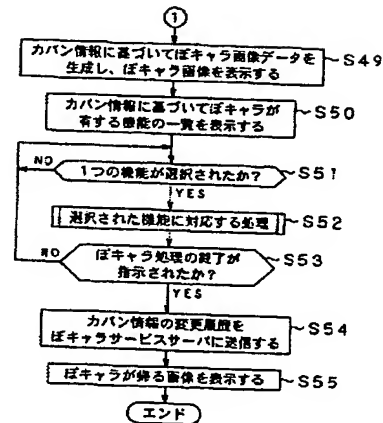 1
カバン情報に基づいてぽキャラ画像データを
生成し、ぽキャラ画像を表示する
S49
カバン情報に基づいてぽキャラが
有する機能の一覧を表示する
S50
1つの機能が選択されたか?
S51
NO
YES
選択された機能に対応する処理
S52
ぽキャラ処理の終了が
指示されたか?
S53
NO
YES
カバン情報の変更履歴を
ぽキャラサービスサーバに送信する
S54
ぽキャラが帰る画像を表示する
S55
エンド